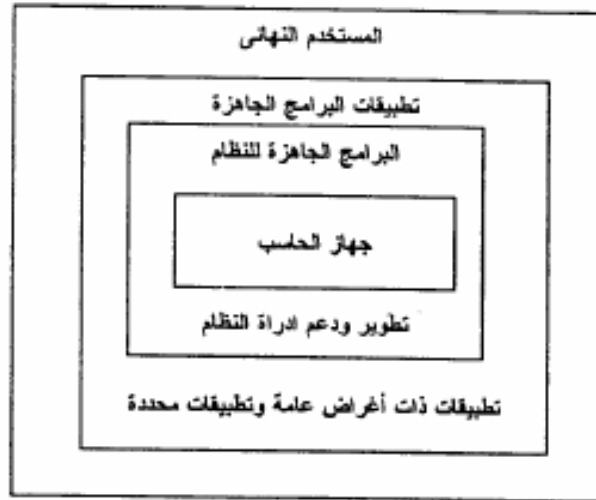 المستخدم النهائى
تطبيقات البرامج الجاهزة
البرامج الجاهزة للنظام
جهاز الحاسب
تطوير ودعم ادراة النظام
تطبيقات ذات أغراض عامة وتطبيقات محددة